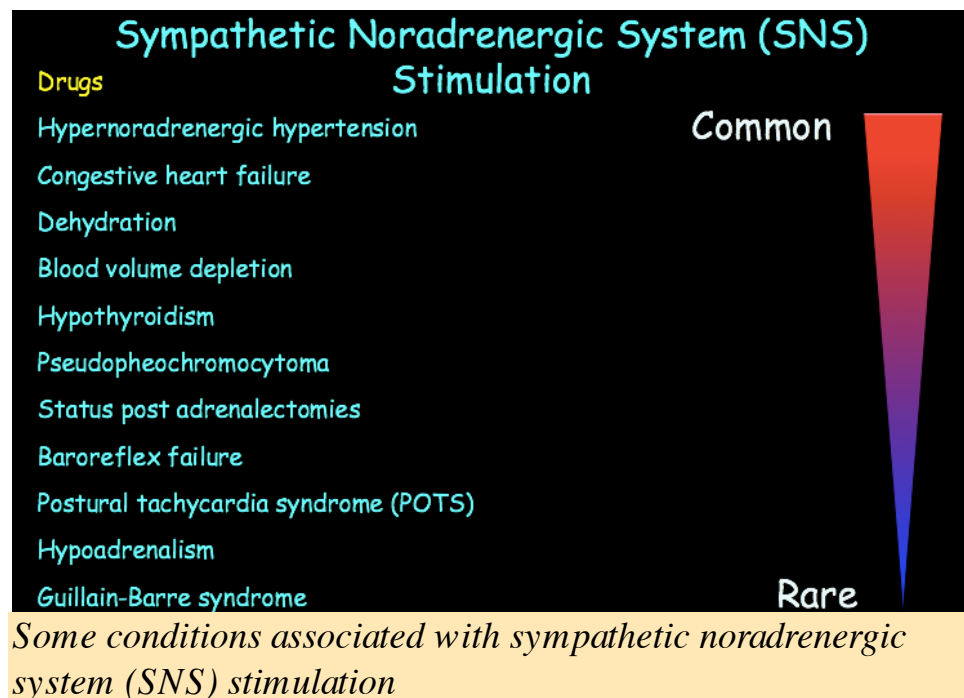 Sympathetic Noradrenergic System (SNS)
Stimulation
Drugs
Hypernoradrenergic hypertension
Common
Congestive heart failure
Dehydration
Blood volume depletion
Hypothyroidism
Pseudopheochromocytoma
Status post adrenalectomies
Baroreflex failure
Postural tachycardia syndrome (POTS)
Hypoadrenalism
Guillain-Barre syndrome
Rare
Some conditions associated with sympathetic noradrenergic
system (SNS) stimulation